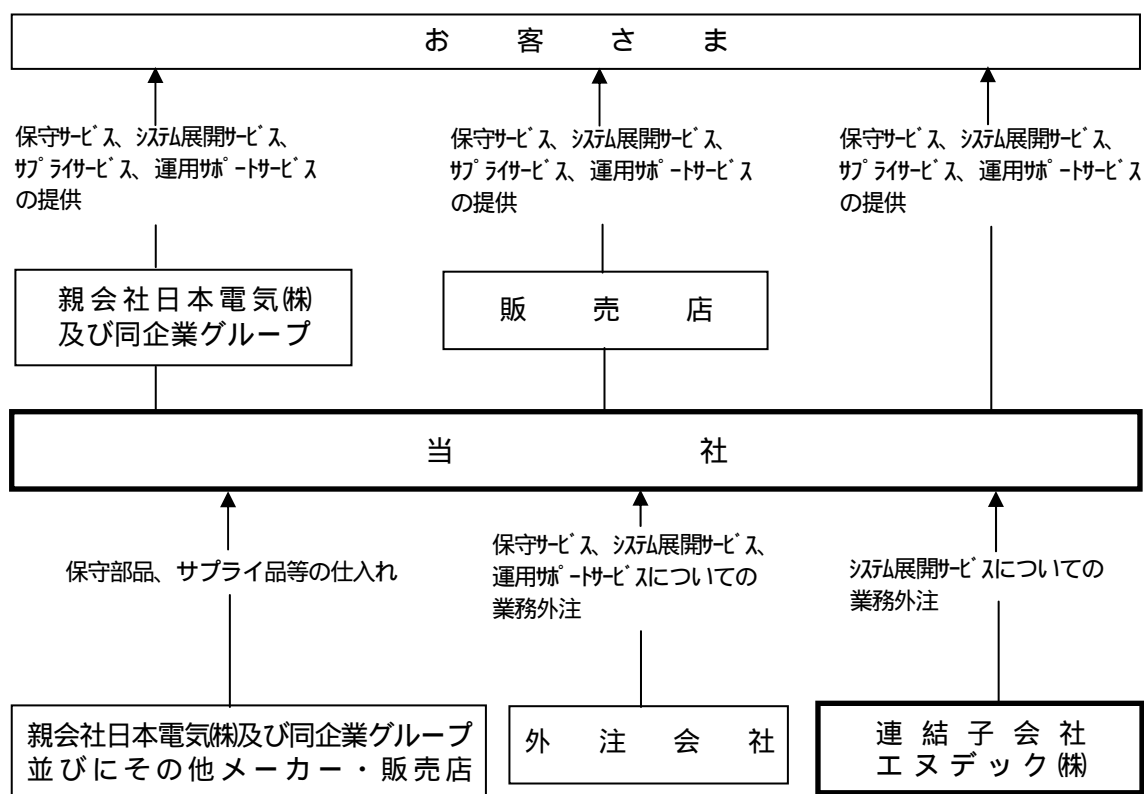 お客さま
保守ｻｰﾋﾞｽ、ｼｽﾃﾑ展開ｻｰﾋﾞｽ、
ｻﾌﾟﾗｲｻｰﾋﾞｽ、運用ｻﾎﾟｰﾄｻｰﾋﾞｽ
の提供
保守ｻｰﾋﾞｽ、ｼｽﾃﾑ展開ｻｰﾋﾞｽ、
ｻﾌﾟﾗｲｻｰﾋﾞｽ、運用ｻﾎﾟｰﾄｻｰﾋﾞｽ
の提供
保守ｻｰﾋﾞｽ、ｼｽﾃﾑ展開ｻｰﾋﾞｽ、
ｻﾌﾟﾗｲｻｰﾋﾞｽ、運用ｻﾎﾟｰﾄｻｰﾋﾞｽ
の提供
親会社日本電気㈱
及び同企業グループ
販売店
当社
保守部品、サプライ品等の仕入れ
保守ｻｰﾋﾞｽ、ｼｽﾃﾑ展開ｻｰﾋﾞｽ、
運用ｻﾎﾟｰﾄｻｰﾋﾞｽについての
業務外注
ｼｽﾃﾑ展開ｻｰﾋﾞｽについての
業務外注
親会社日本電気㈱及び同企業グループ
並びにその他メーカー・販売店
外注会社
連結子会社
エヌデック㈱